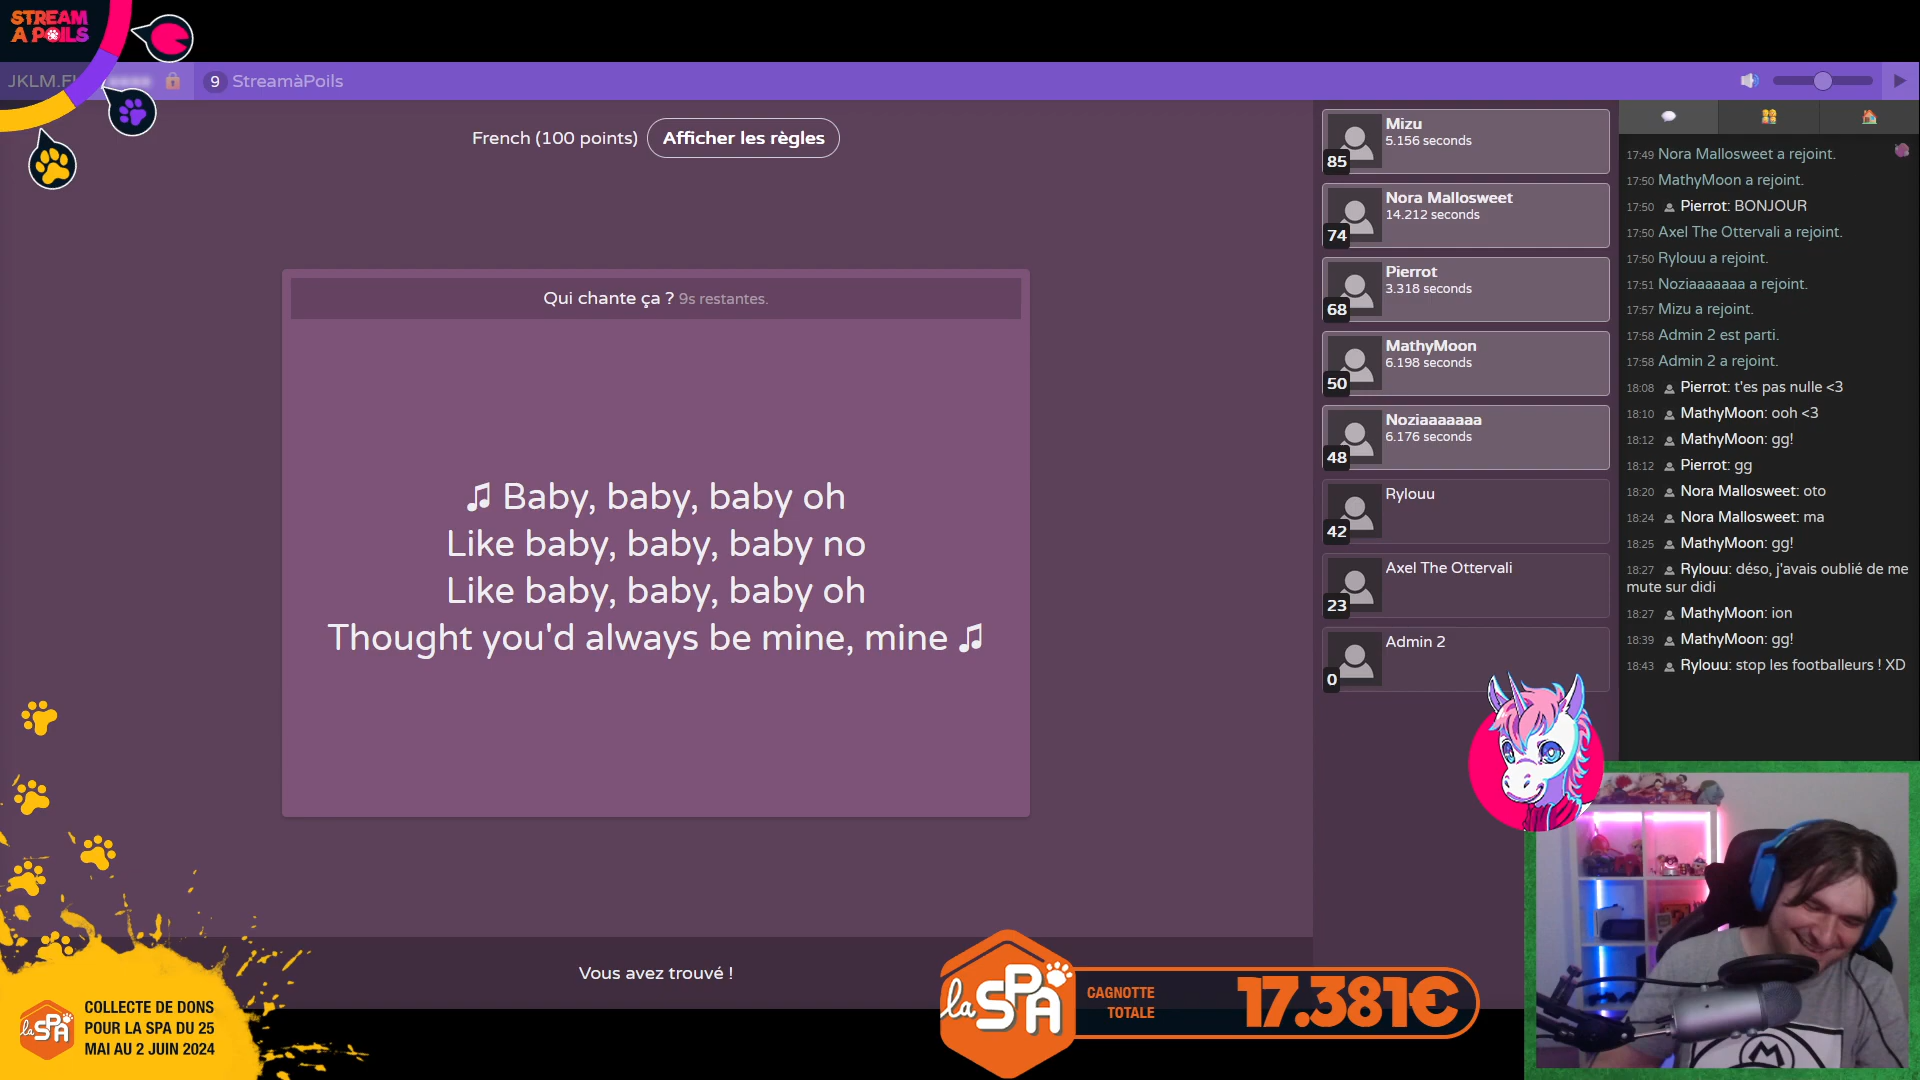 STREAM
A POILS
JKLM.F
9 StreamàPoils
French (100 points) Afficher les règles
Qui chante ça ? 9s restantes.
♫ Baby, baby, baby oh
Like baby, baby, baby no
Like baby, baby, baby oh
Thought you'd always be mine, mine ♫
Vous avez trouvé !
Mizu
5.156 seconds
85
Nora Mallosweet
14.212 seconds
74
Pierrot
3.318 seconds
68
MathyMoon
6.198 seconds
50
Noziaaaaaaa
6.176 seconds
48
Rylouu
42
Axel The Ottervali
23
Admin 2
0
17:49 Nora Mallosweet a rejoint.
17:50 MathyMoon a rejoint.
17:50 Pierrot: BONJOUR
17:50 Axel The Ottervali a rejoint.
17:50 Rylouu a rejoint.
17:51 Noziaaaaaaa a rejoint.
17:57 Mizu a rejoint.
17:58 Admin 2 est parti.
17:58 Admin 2 a rejoint.
18:08 Pierrot: t'es pas nulle <3
18:10 MathyMoon: ooh <3
18:12 MathyMoon: gg!
18:12 Pierrot: gg
18:20 Nora Mallosweet: oto
18:24 Nora Mallosweet: ma
18:25 MathyMoon: gg!
18:27 Rylouu: déso, j'avais oublié de me
mute sur didi
18:27 MathyMoon: ion
18:39 MathyMoon: gg!
18:43 Rylouu: stop les footballeurs ! XD
la SPA
COLLECTE DE DONS
POUR LA SPA DU 25
MAI AU 2 JUIN 2024
la SPA
CAGNOTTE
TOTALE
17.381€
M